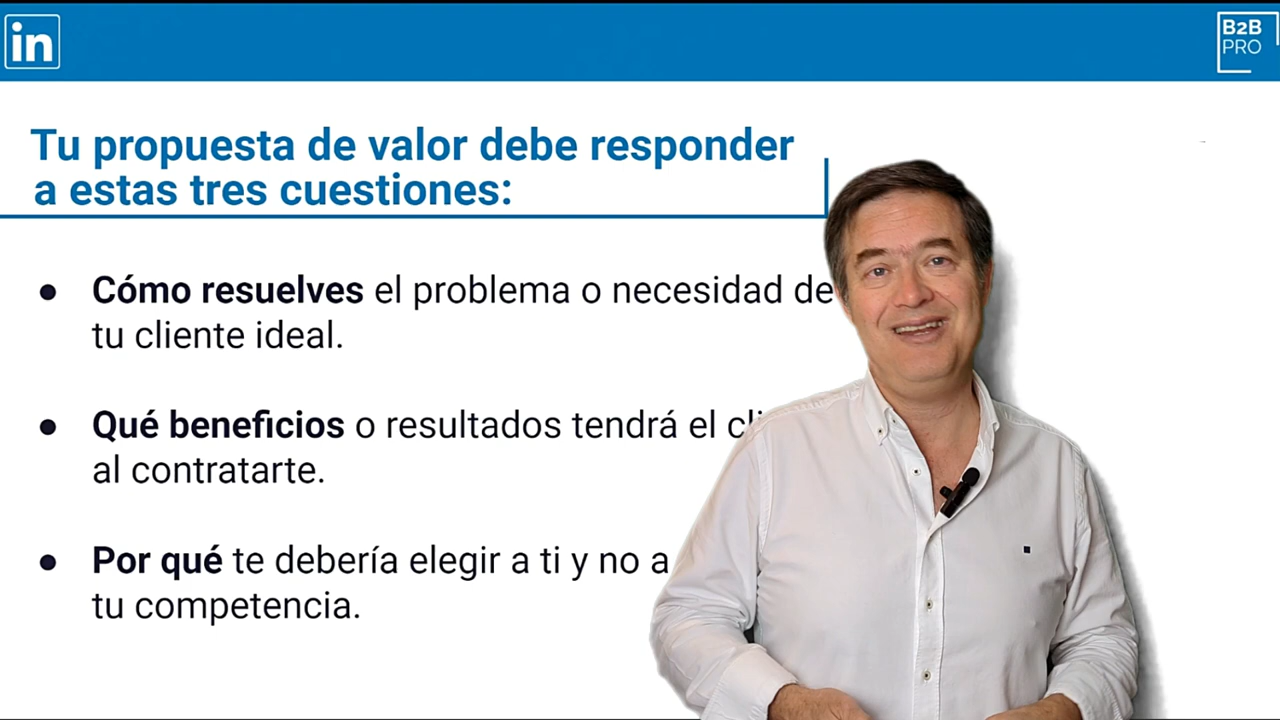 in
B2B
PRO
Tu propuesta de valor debe responder
a estas tres cuestiones:
● Cómo resuelves el problema o necesidad de
tu cliente ideal.
● Qué beneficios o resultados tendrá el
al contratarte.
● Por qué te debería elegir a ti y no a
tu competencia.